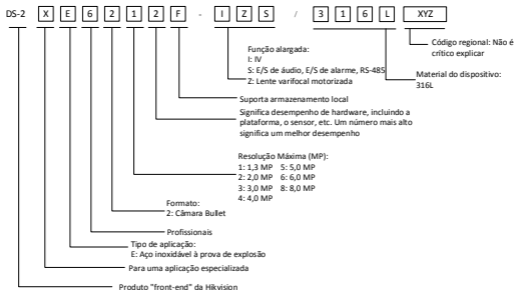 DS-2 X E 6 2 1 2 F - I Z S / 3 1 6 L XYZ
Código regional: Não é
crítico explicar
Função alargada:
I: IV
S: E/S de áudio, E/S de alarme, RS-485
Z: Lente varifocal motorizada
Material do dispositivo:
316L
Suporta armazenamento local
Significa desempenho de hardware, incluindo a
plataforma, o sensor, etc. Um número mais alto
significa um melhor desempenho
Resolução Máxima (MP):
1: 1,3 MP 5: 5,0 MP
2: 2,0 MP 6: 6,0 MP
3: 3,0 MP 8: 8,0 MP
4: 4,0 MP
Formato:
2: Câmara Bullet
Profissionais
Tipo de aplicação:
E: Aço inoxidável à prova de explosão
Para uma aplicação especializada
Produto "front-end" da Hikvision